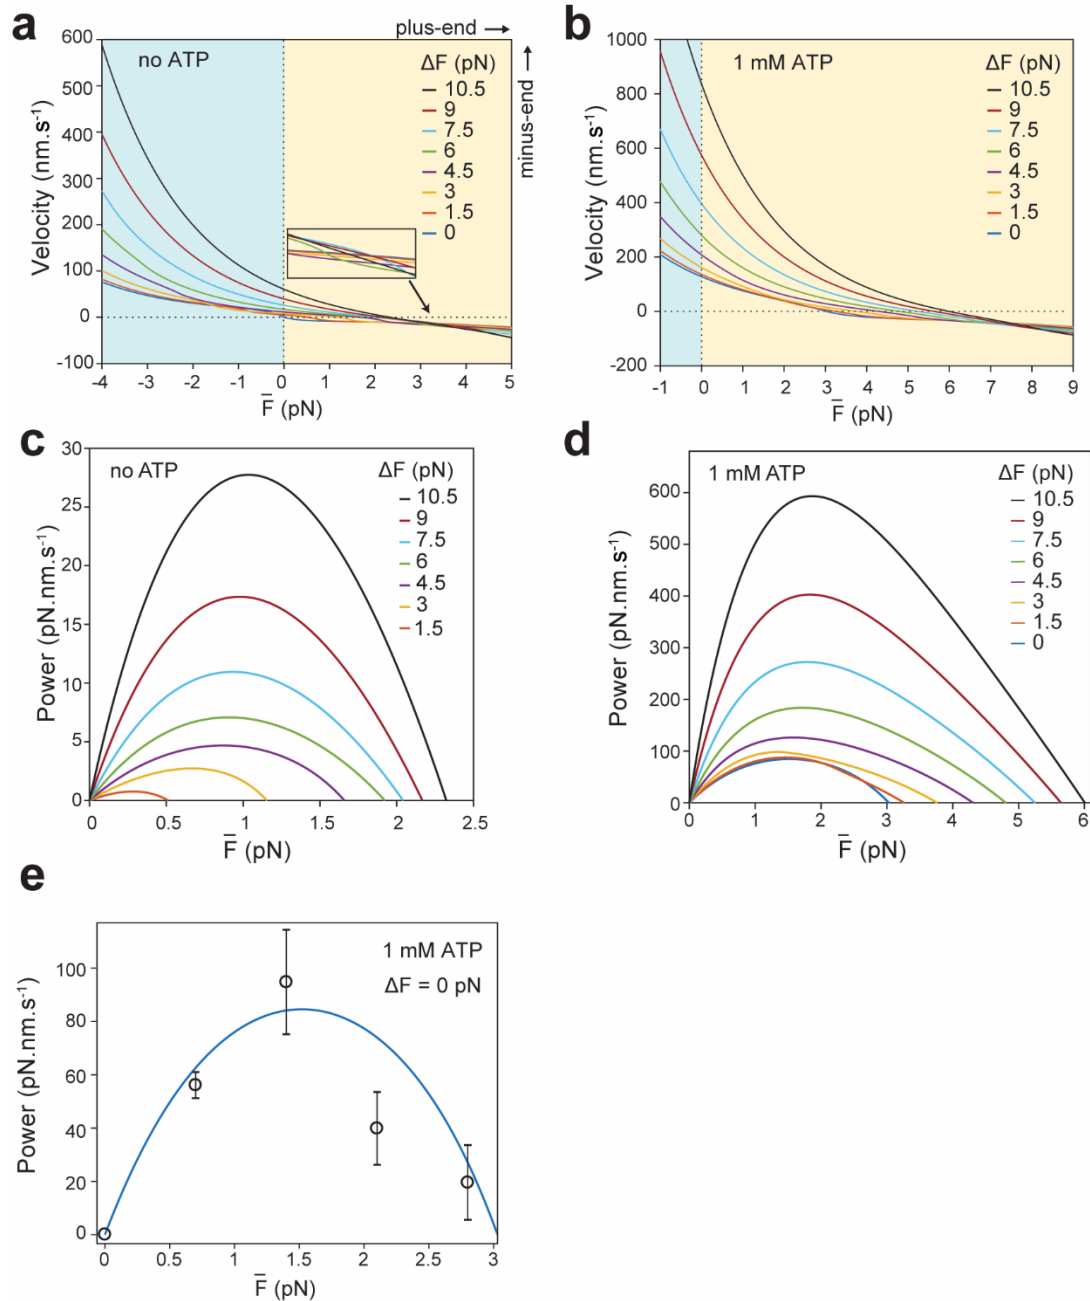 a
plus-end →
minus-end →
no ATP
ΔF (pN)
10.5
9
7.5
6
4.5
3
1.5
0
Velocity (nm.s⁻¹)
600
500
400
300
200
100
0
-100
-4 -3 -2 -1 0 1 2 3 4 5
F̅ (pN)
b
1 mM ATP
ΔF (pN)
10.5
9
7.5
6
4.5
3
1.5
0
Velocity (nm.s⁻¹)
1000
800
600
400
200
0
-200
-1 0 1 2 3 4 5 6 7 8 9
F̅ (pN)
c
no ATP
ΔF (pN)
10.5
9
7.5
6
4.5
3
1.5
Power (pN.nm.s⁻¹)
30
25
20
15
10
5
0
0 0.5 1 1.5 2 2.5
F̅ (pN)
d
1 mM ATP
ΔF (pN)
10.5
9
7.5
6
4.5
3
1.5
0
Power (pN.nm.s⁻¹)
600
500
400
300
200
100
0
0 1 2 3 4 5 6
F̅ (pN)
e
1 mM ATP
ΔF = 0 pN
Power (pN.nm.s⁻¹)
100
80
60
40
20
0
0 0.5 1 1.5 2 2.5 3
F̅ (pN)